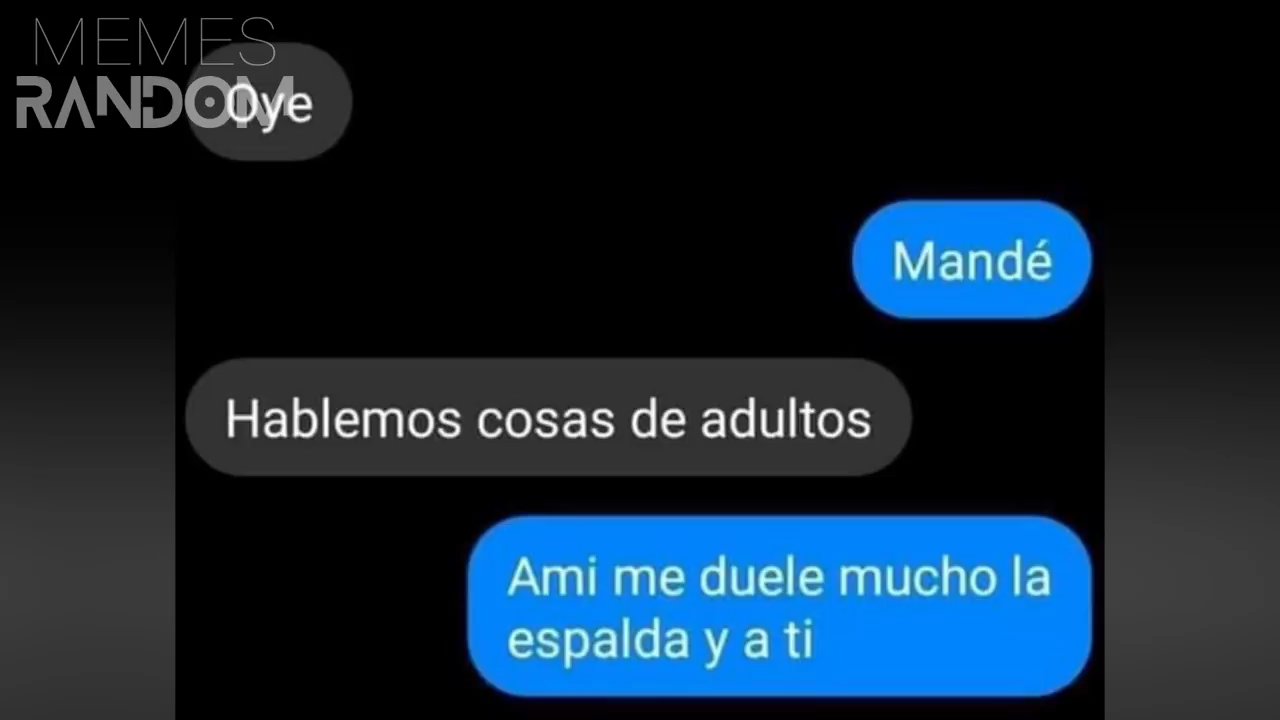 MEMES
RANDOM
Oye
Mandé
Hablemos cosas de adultos
Ami me duele mucho la
espalda y a ti